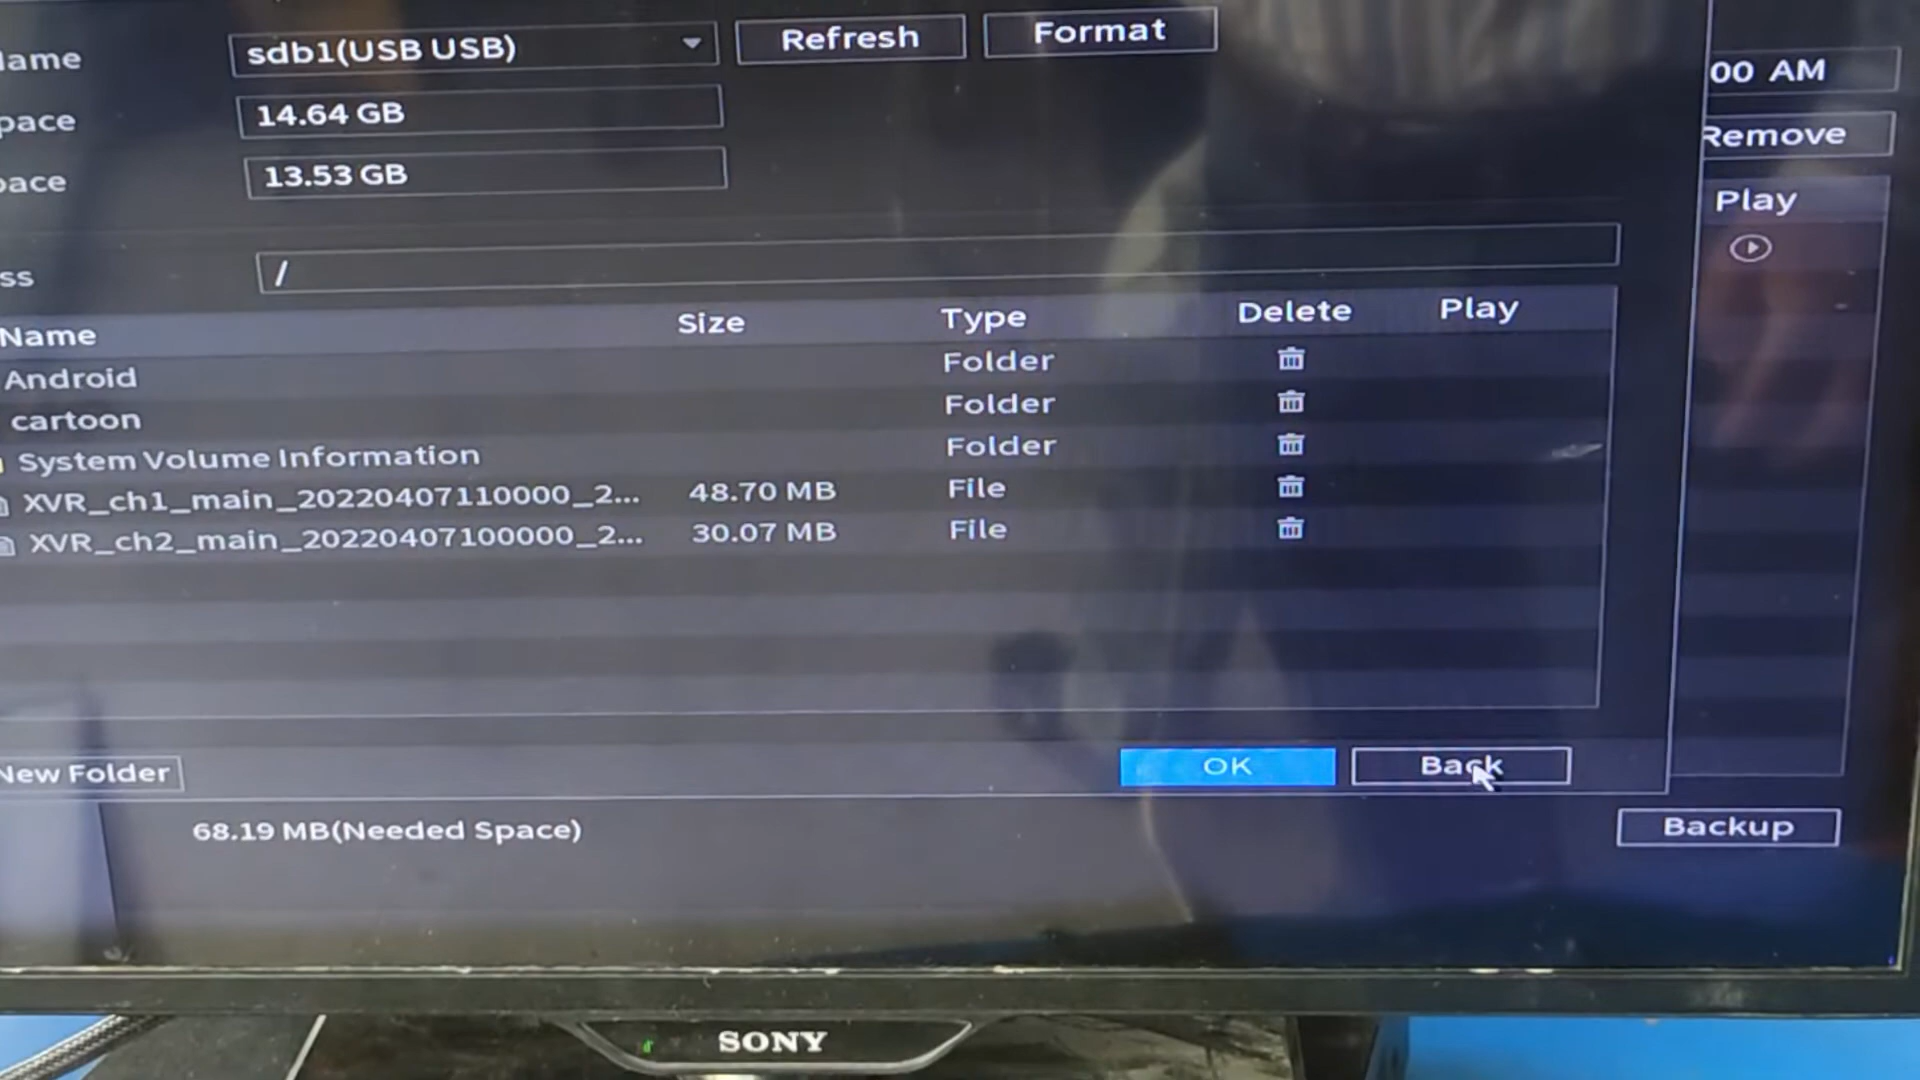 ame sdb1(USB USB) Refresh Format
00 AM
pace 14.64 GB
Remove
pace 13.53 GB
Play
ss /
Name Size Type Delete Play
Android Folder
cartoon Folder
System Volume Information Folder
XVR_ch1_main_20220407110000_2... 48.70 MB File
XVR_ch2_main_20220407100000_2... 30.07 MB File
New Folder OK Back
68.19 MB(Needed Space) Backup
SONY